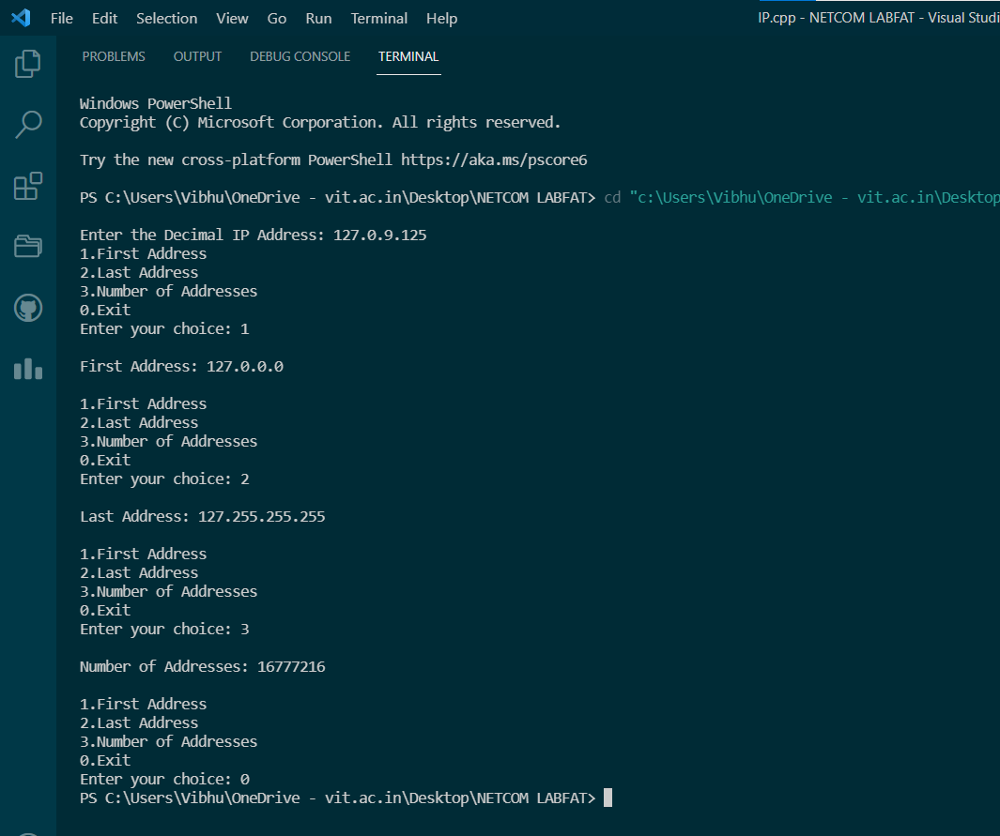 File Edit Selection View Go Run Terminal Help
IP.cpp - NETCOM LABFAT - Visual Studi
PROBLEMS OUTPUT DEBUG CONSOLE TERMINAL
Windows PowerShell
Copyright (C) Microsoft Corporation. All rights reserved.
Try the new cross-platform PowerShell https://aka.ms/pscore6
PS C:\Users\Vibhu\OneDrive - vit.ac.in\Desktop\NETCOM LABFAT> cd "c:\Users\Vibhu\OneDrive - vit.ac.in\Desktop
Enter the Decimal IP Address: 127.0.9.125
1.First Address
2.Last Address
3.Number of Addresses
0.Exit
Enter your choice: 1
First Address: 127.0.0.0
1.First Address
2.Last Address
3.Number of Addresses
0.Exit
Enter your choice: 2
Last Address: 127.255.255.255
1.First Address
2.Last Address
3.Number of Addresses
0.Exit
Enter your choice: 3
Number of Addresses: 16777216
1.First Address
2.Last Address
3.Number of Addresses
0.Exit
Enter your choice: 0
PS C:\Users\Vibhu\OneDrive - vit.ac.in\Desktop\NETCOM LABFAT>